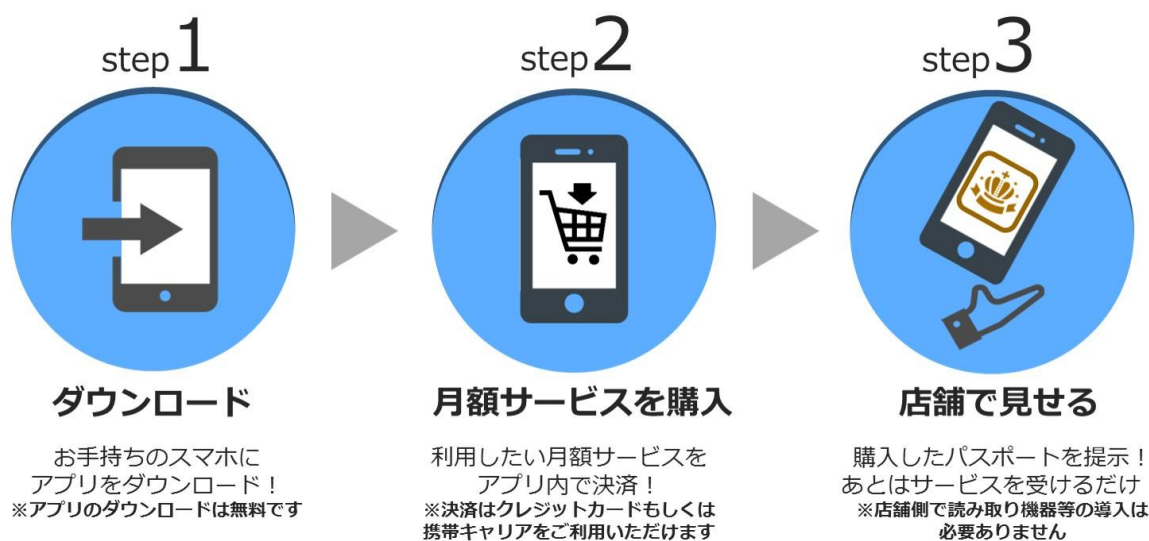 step 1
ダウンロード
お手持ちのスマホに
アプリをダウンロード！
※アプリのダウンロードは無料です
step 2
月額サービスを購入
利用したい月額サービスを
アプリ内で決済！
※決済はクレジットカードもしくは
携帯キャリアをご利用いただけます
step 3
店舗で見せる
購入したパスポートを提示！
あとはサービスを受けるだけ
※店舗側で読み取り機器等の導入は
必要ありません